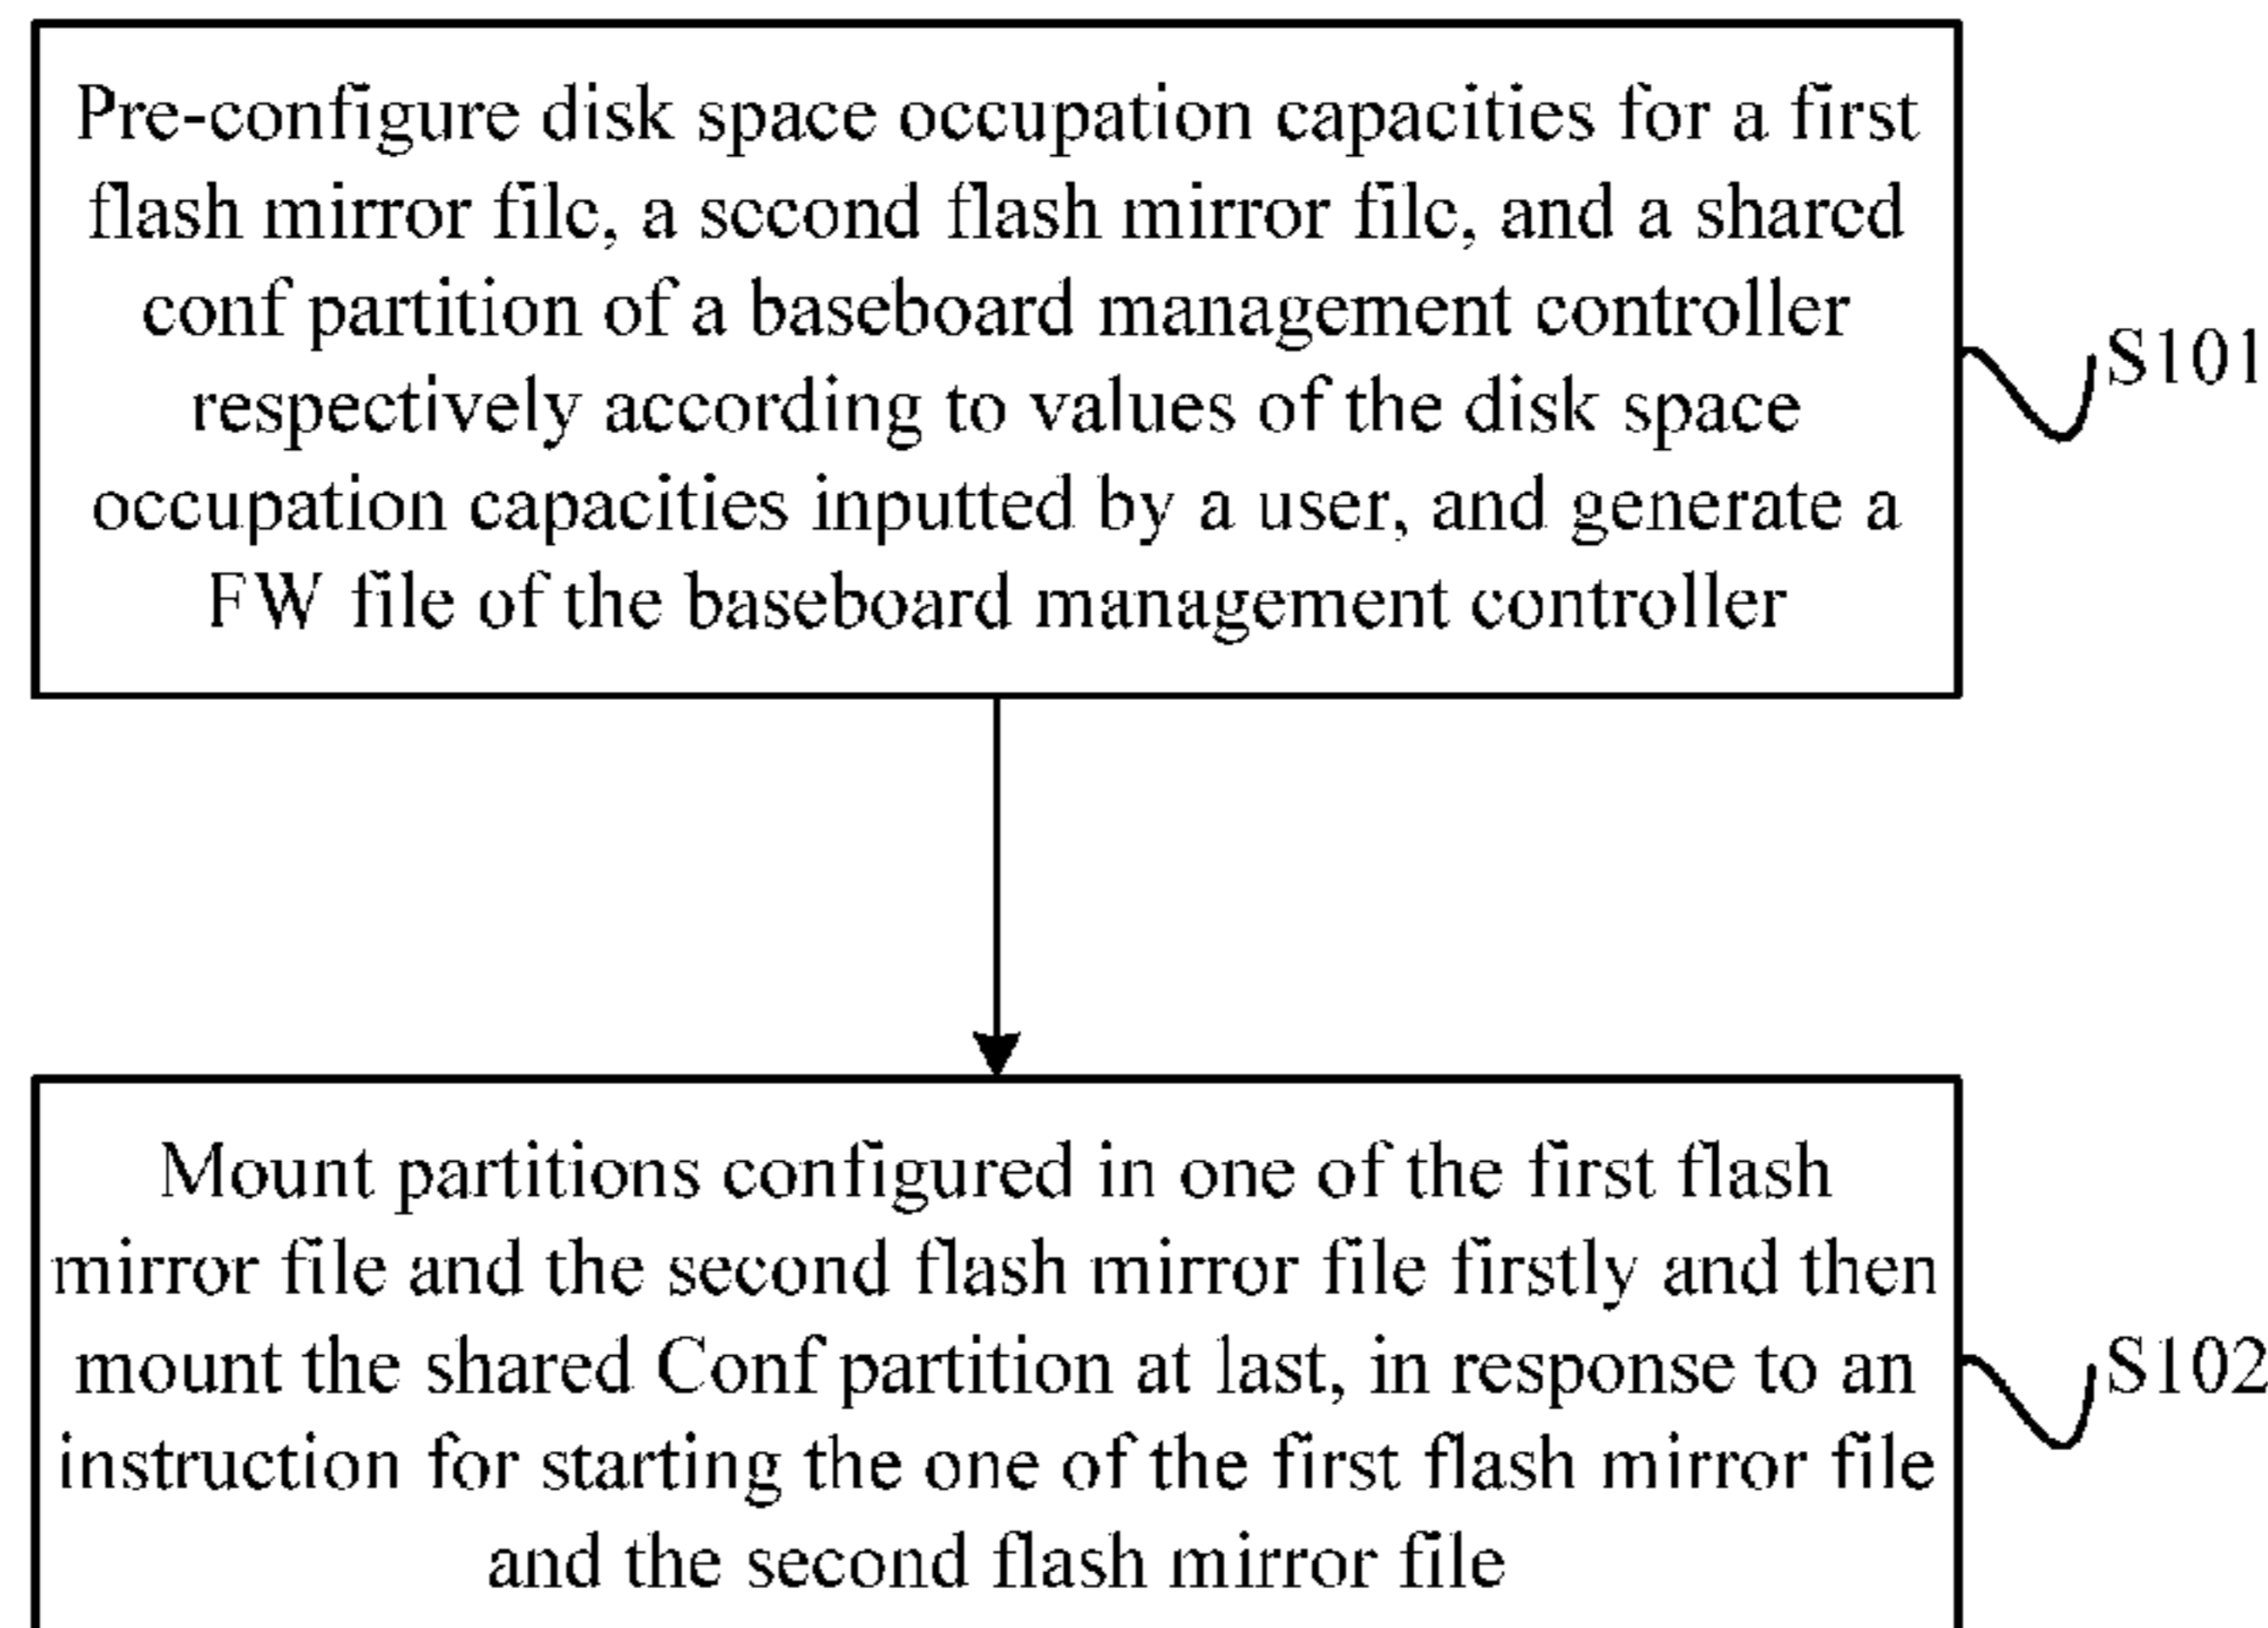 Pre-configure disk space occupation capacities for a first
flash mirror file, a second flash mirror file, and a shared
conf partition of a baseboard management controller
respectively according to values of the disk space
occupation capacities inputted by a user, and generate a
FW file of the baseboard management controller
S101
Mount partitions configured in one of the first flash
mirror file and the second flash mirror file firstly and then
mount the shared Conf partition at last, in response to an
instruction for starting the one of the first flash mirror file
and the second flash mirror file
S102